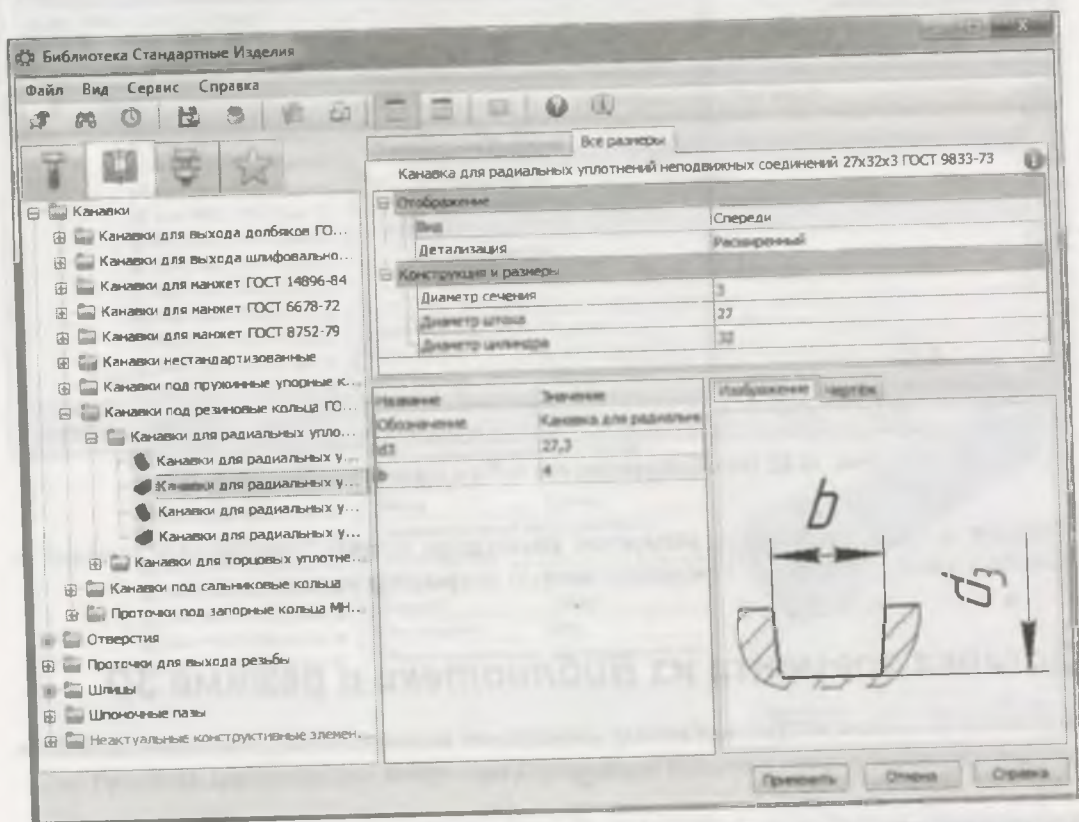 Библиотека Стандартные Изделия
Файл Вид Сервис Справка
Все размеры
Канавка для радиальных уплотнений неподвижных соединений 27х32х3 ГОСТ 9833-73
Отображение
Вид Спереди
Детализация Расширенный
Конструкция и размеры
Диаметр сечения 3
Диаметр штока 27
Диаметр цилиндра 32
Канавки
Канавки для выхода долбяков ГО...
Канавки для выхода шлифовально...
Канавки для манжет ГОСТ 14896-84
Канавки для манжет ГОСТ 6678-72
Канавки для манжет ГОСТ 8752-79
Канавки нестандартизованные
Канавки под пружинные упорные к...
Канавки под резиновые кольца ГО...
Канавки для радиальных упло...
Канавки для радиальных у...
Канавки для радиальных у...
Канавки для радиальных у...
Канавки для радиальных у...
Канавки для торцовых уплотне...
Канавки под сальниковые кольца
Проточки под запорные кольца МН...
Отверстия
Проточки для выхода резьбы
Шлицы
Шпоночные пазы
Неактуальные конструктивные элемен...
Название Значение
Обозначение Канавка для радиальн
d3 27,3
b 4
Изображение Чертеж
b
d3
Применить Отмена Справка